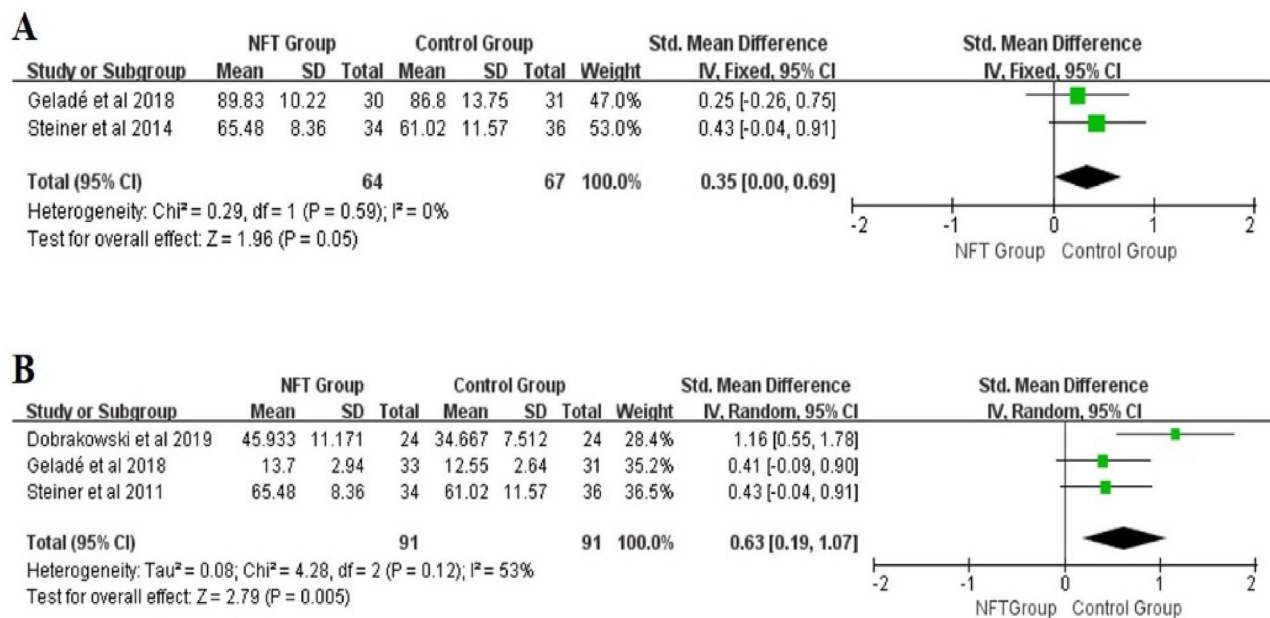 A
NFT Group Control Group Std. Mean Difference Std. Mean Difference
Study or Subgroup Mean SD Total Mean SD Total Weight IV, Fixed, 95% CI IV, Fixed, 95% CI
Geladé et al 2018 89.83 10.22 30 86.8 13.75 31 47.0% 0.25 [-0.26, 0.75]
Steiner et al 2014 65.48 8.36 34 61.02 11.57 36 53.0% 0.43 [-0.04, 0.91]
Total (95% CI) 64 67 100.0% 0.35 [0.00, 0.69]
Heterogeneity: Chi² = 0.29, df = 1 (P = 0.59); I² = 0%
Test for overall effect: Z = 1.96 (P = 0.05)
-2 -1 0 1 2
NFT Group Control Group
B
NFT Group Control Group Std. Mean Difference Std. Mean Difference
Study or Subgroup Mean SD Total Mean SD Total Weight IV, Random, 95% CI IV, Random, 95% CI
Dobrakowski et al 2019 45.933 11.171 24 34.667 7.512 24 28.4% 1.16 [0.55, 1.78]
Geladé et al 2018 13.7 2.94 33 12.55 2.64 31 35.2% 0.41 [-0.09, 0.90]
Steiner et al 2011 65.48 8.36 34 61.02 11.57 36 36.5% 0.43 [-0.04, 0.91]
Total (95% CI) 91 91 100.0% 0.63 [0.19, 1.07]
Heterogeneity: Tau² = 0.08; Chi² = 4.28, df = 2 (P = 0.12); I² = 53%
Test for overall effect: Z = 2.79 (P = 0.005)
-2 -1 0 1 2
NFTGroup Control Group